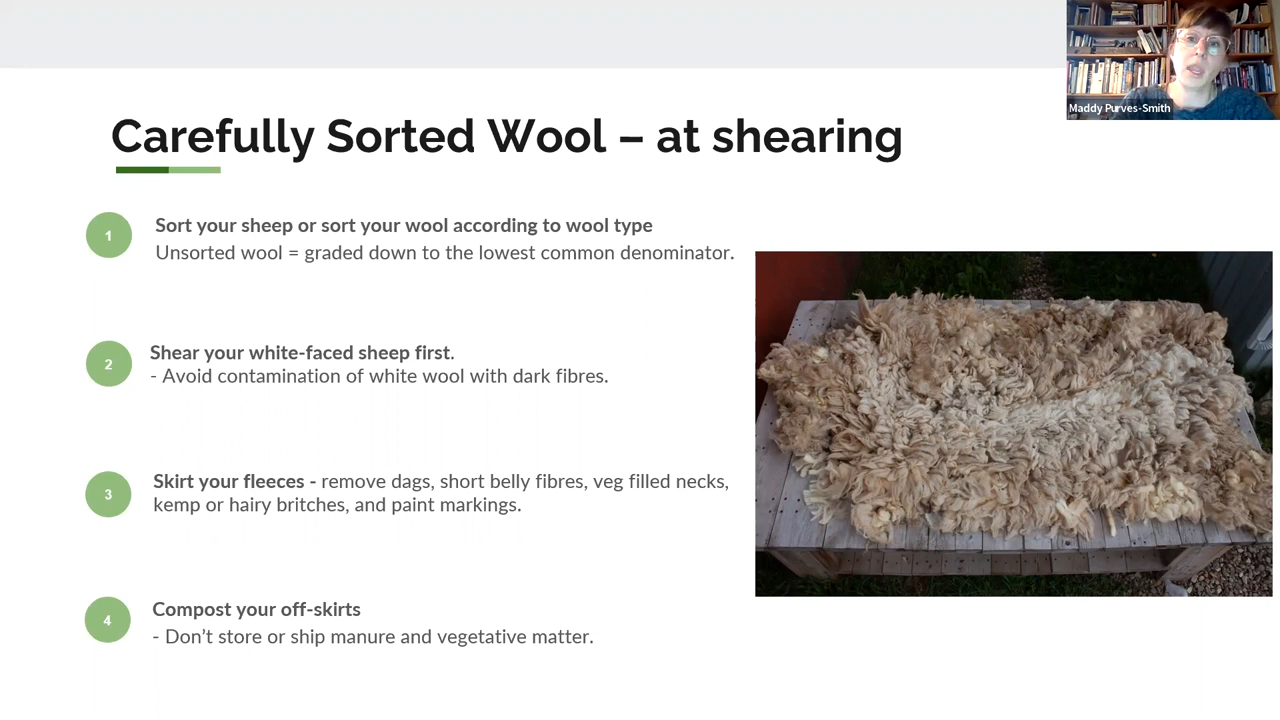 Maddy Purves-Smith
Carefully Sorted Wool – at shearing
1
Sort your sheep or sort your wool according to wool type
Unsorted wool = graded down to the lowest common denominator.
2
Shear your white-faced sheep first.
- Avoid contamination of white wool with dark fibres.
3
Skirt your fleeces - remove dags, short belly fibres, veg filled necks,
kemp or hairy britches, and paint markings.
4
Compost your off-skirts
- Don’t store or ship manure and vegetative matter.